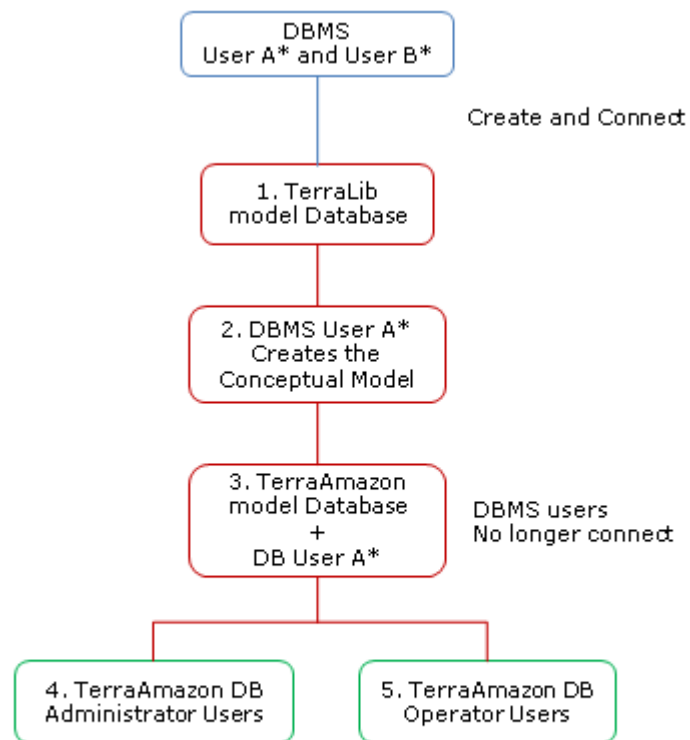 DBMS
User A* and User B*
Create and Connect
1. TerraLib
model Database
2. DBMS User A*
Creates the
Conceptual Model
3. TerraAmazon
model Database
+
DB User A*
DBMS users
No longer connect
4. TerraAmazon DB
Administrator Users
5. TerraAmazon DB
Operator Users